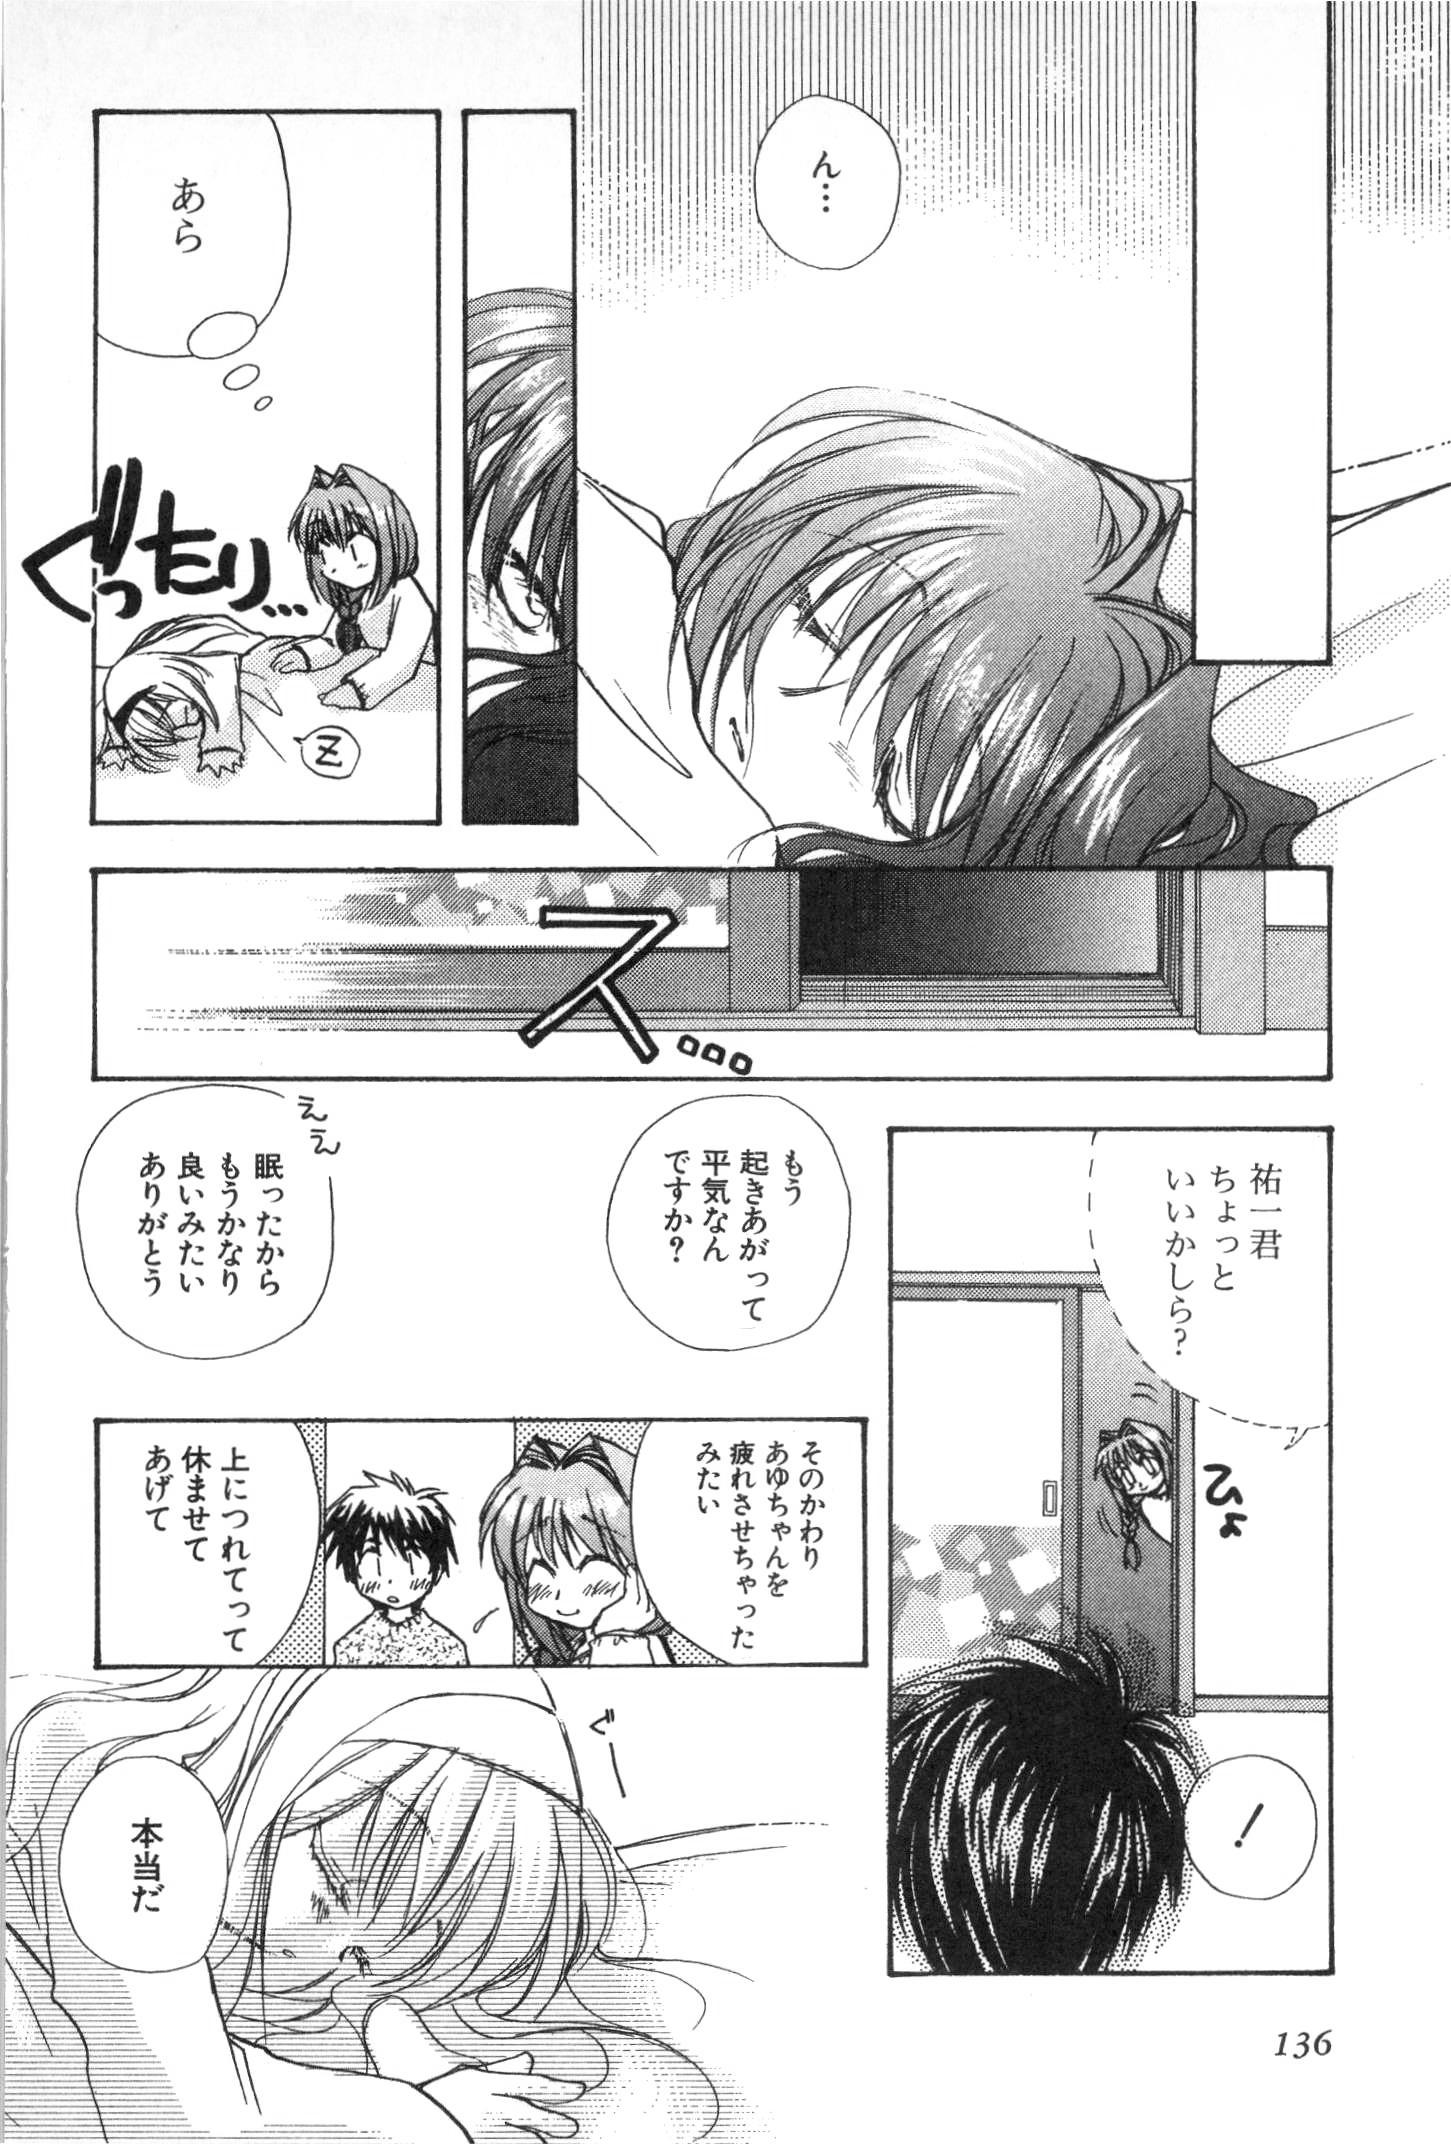 ん…
あら
ぐったり…
Z
ス…
祐一君
ちょっと
いいかしら？
ひょ
！
もう
起きあがって
平気なん
ですか？
ええ
眠ったから
もうかなり
良いみたい
ありがとう
そのかわり
あゆちゃんを
疲れさせちゃった
みたい
上につれてって
休ませて
あげて
ぐー
本当だ
136